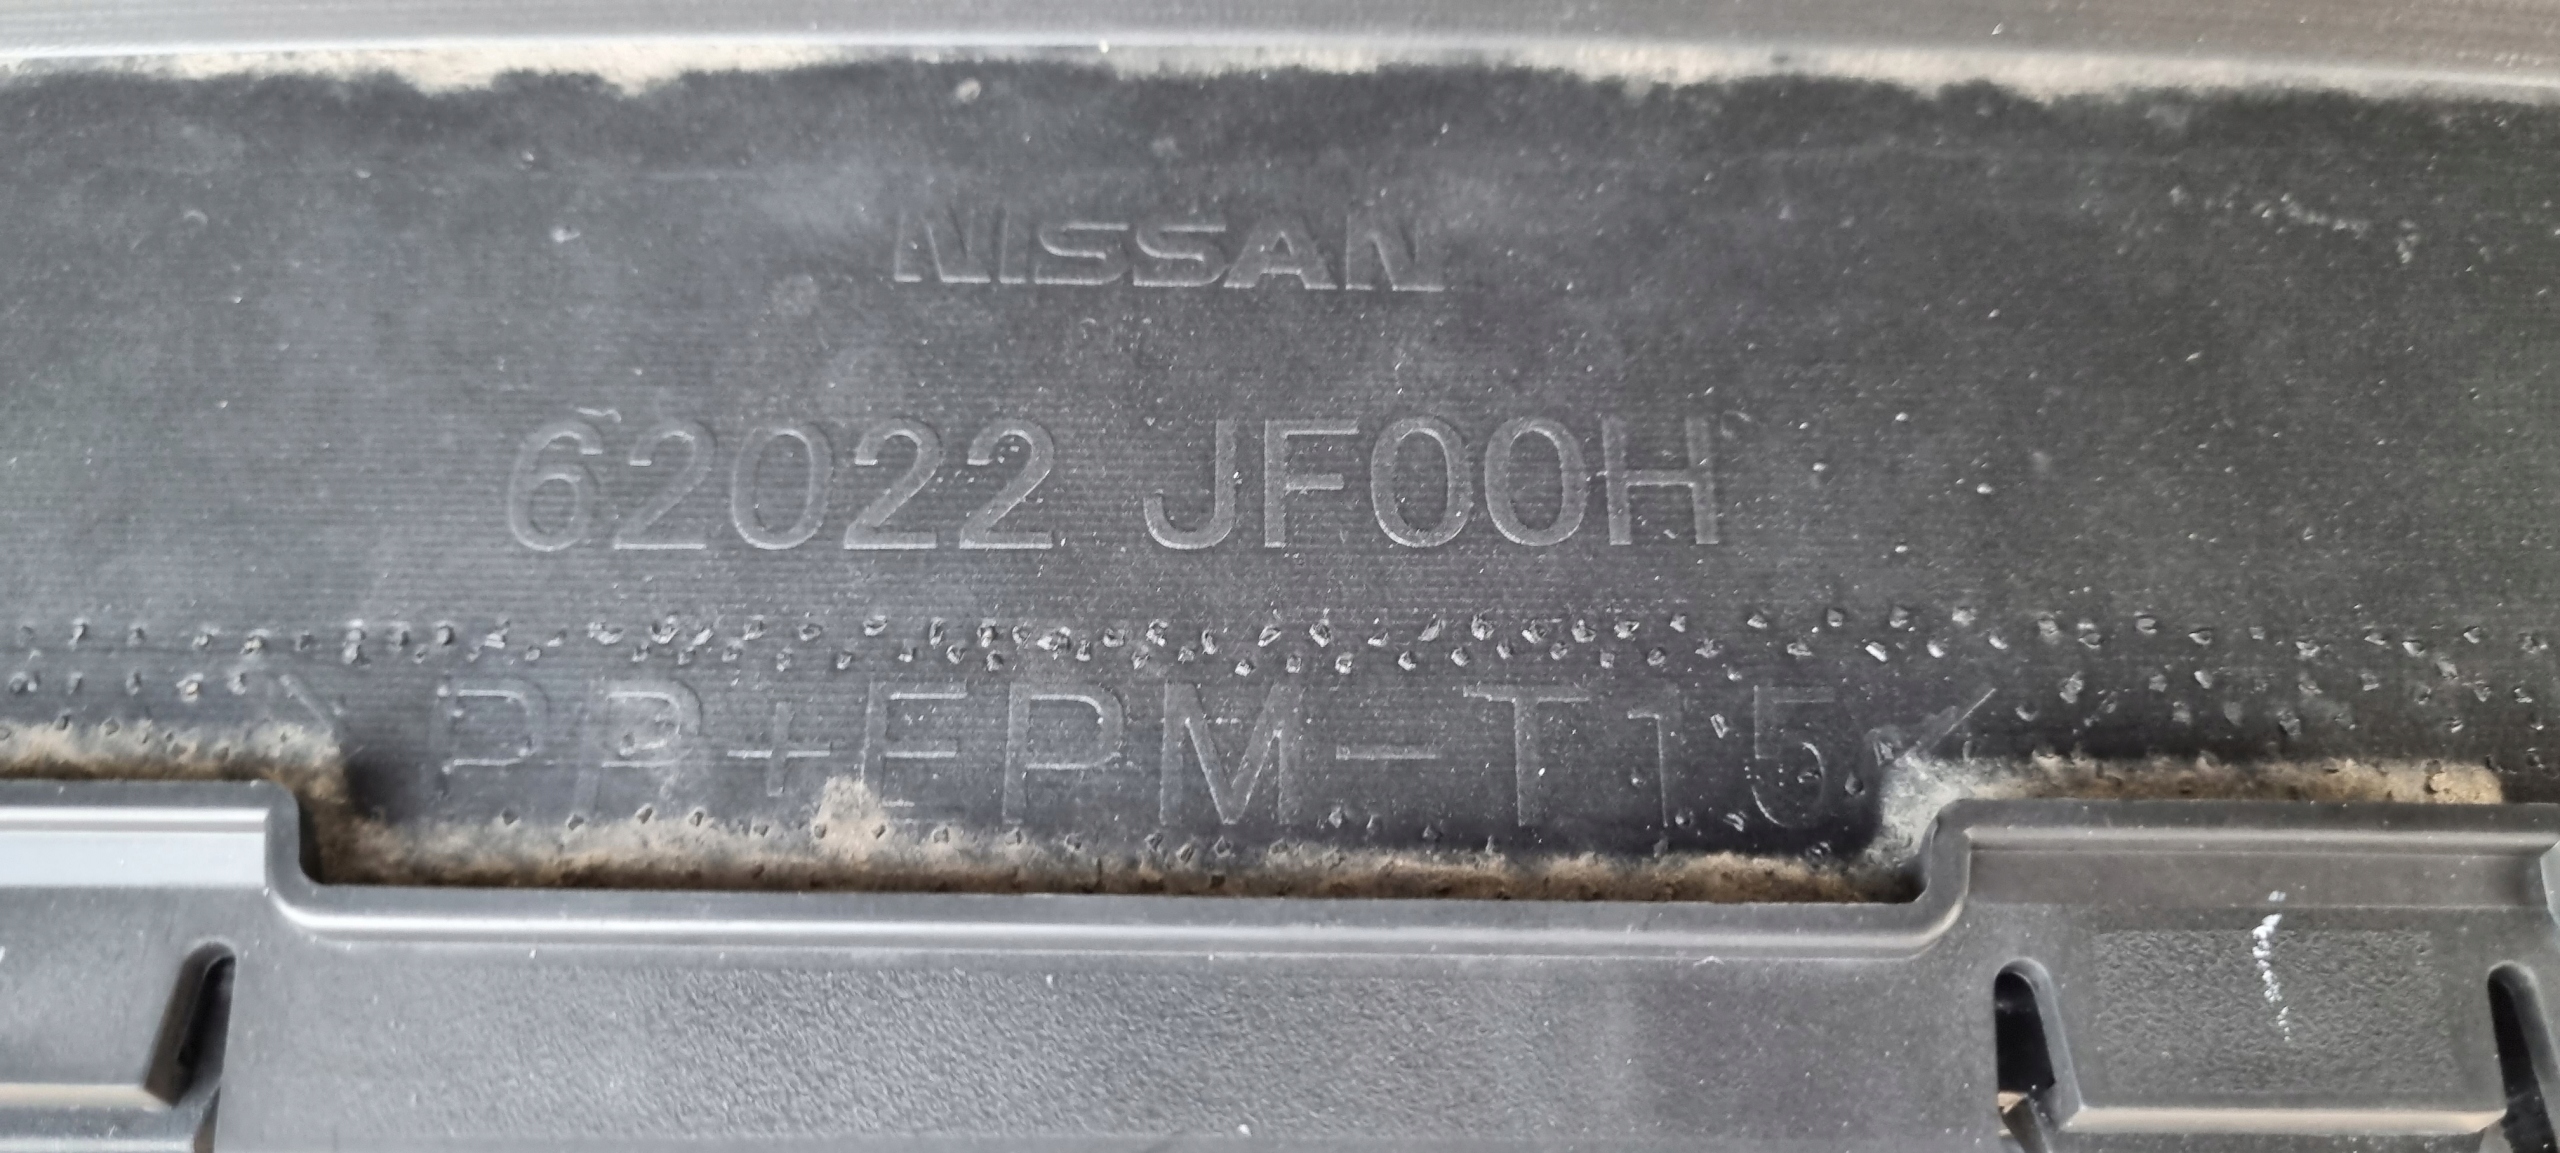 NISSAN
62022 JF00H
>PP+EPM-T15<